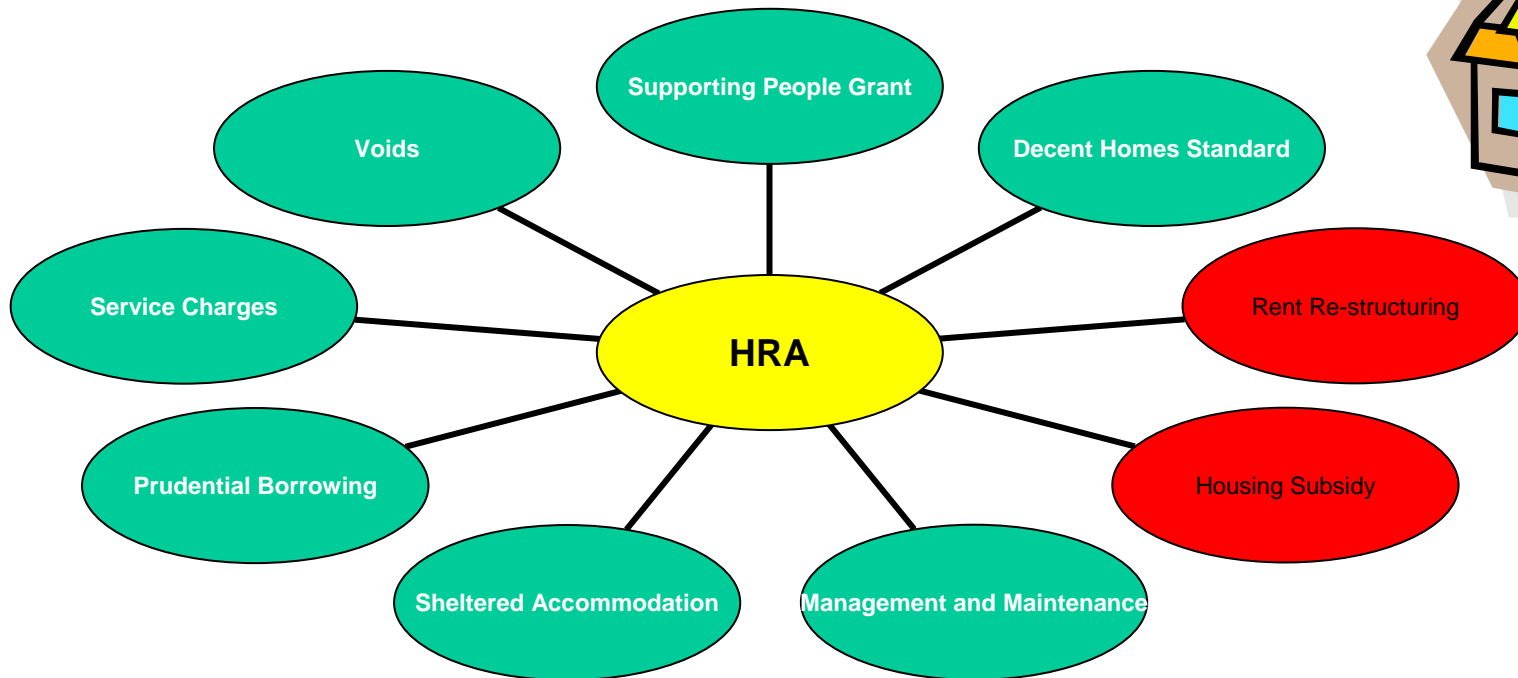 Supporting People Grant
Voids
Decent Homes Standard
Service Charges
Rent Re-structuring
HRA
Prudential Borrowing
Housing Subsidy
Sheltered Accommodation
Management and Maintenance